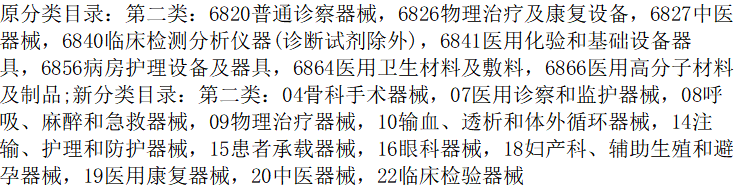 原分类目录：第二类：6820普通诊察器械，6826物理治疗及康复设备，6827中医
器械，6840临床检测分析仪器(诊断试剂除外)，6841医用化验和基础设备器
具，6856病房护理设备及器具，6864医用卫生材料及敷料，6866医用高分子材料
及制品;新分类目录：第二类：04骨科手术器械，07医用诊察和监护器械，08呼
吸、麻醉和急救器械，09物理治疗器械，10输血、透析和体外循环器械，14注
输、护理和防护器械，15患者承载器械，16眼科器械，18妇产科、辅助生殖和避
孕器械，19医用康复器械，20中医器械，22临床检验器械